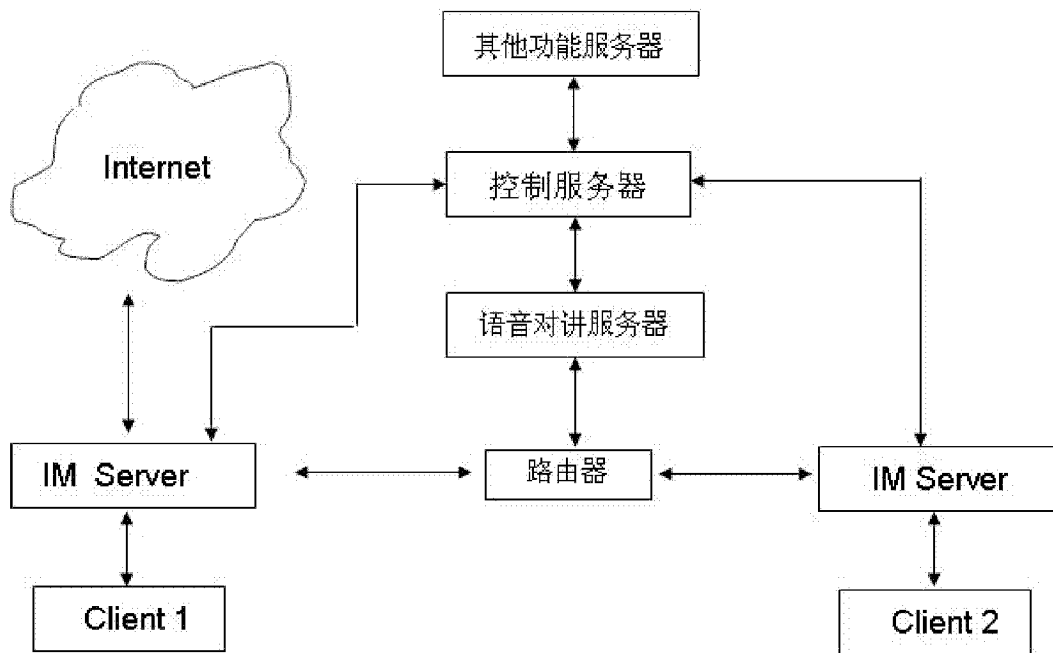 其他功能服务器
Internet
控制服务器
语音对讲服务器
IM Server
路由器
IM Server
Client 1
Client 2